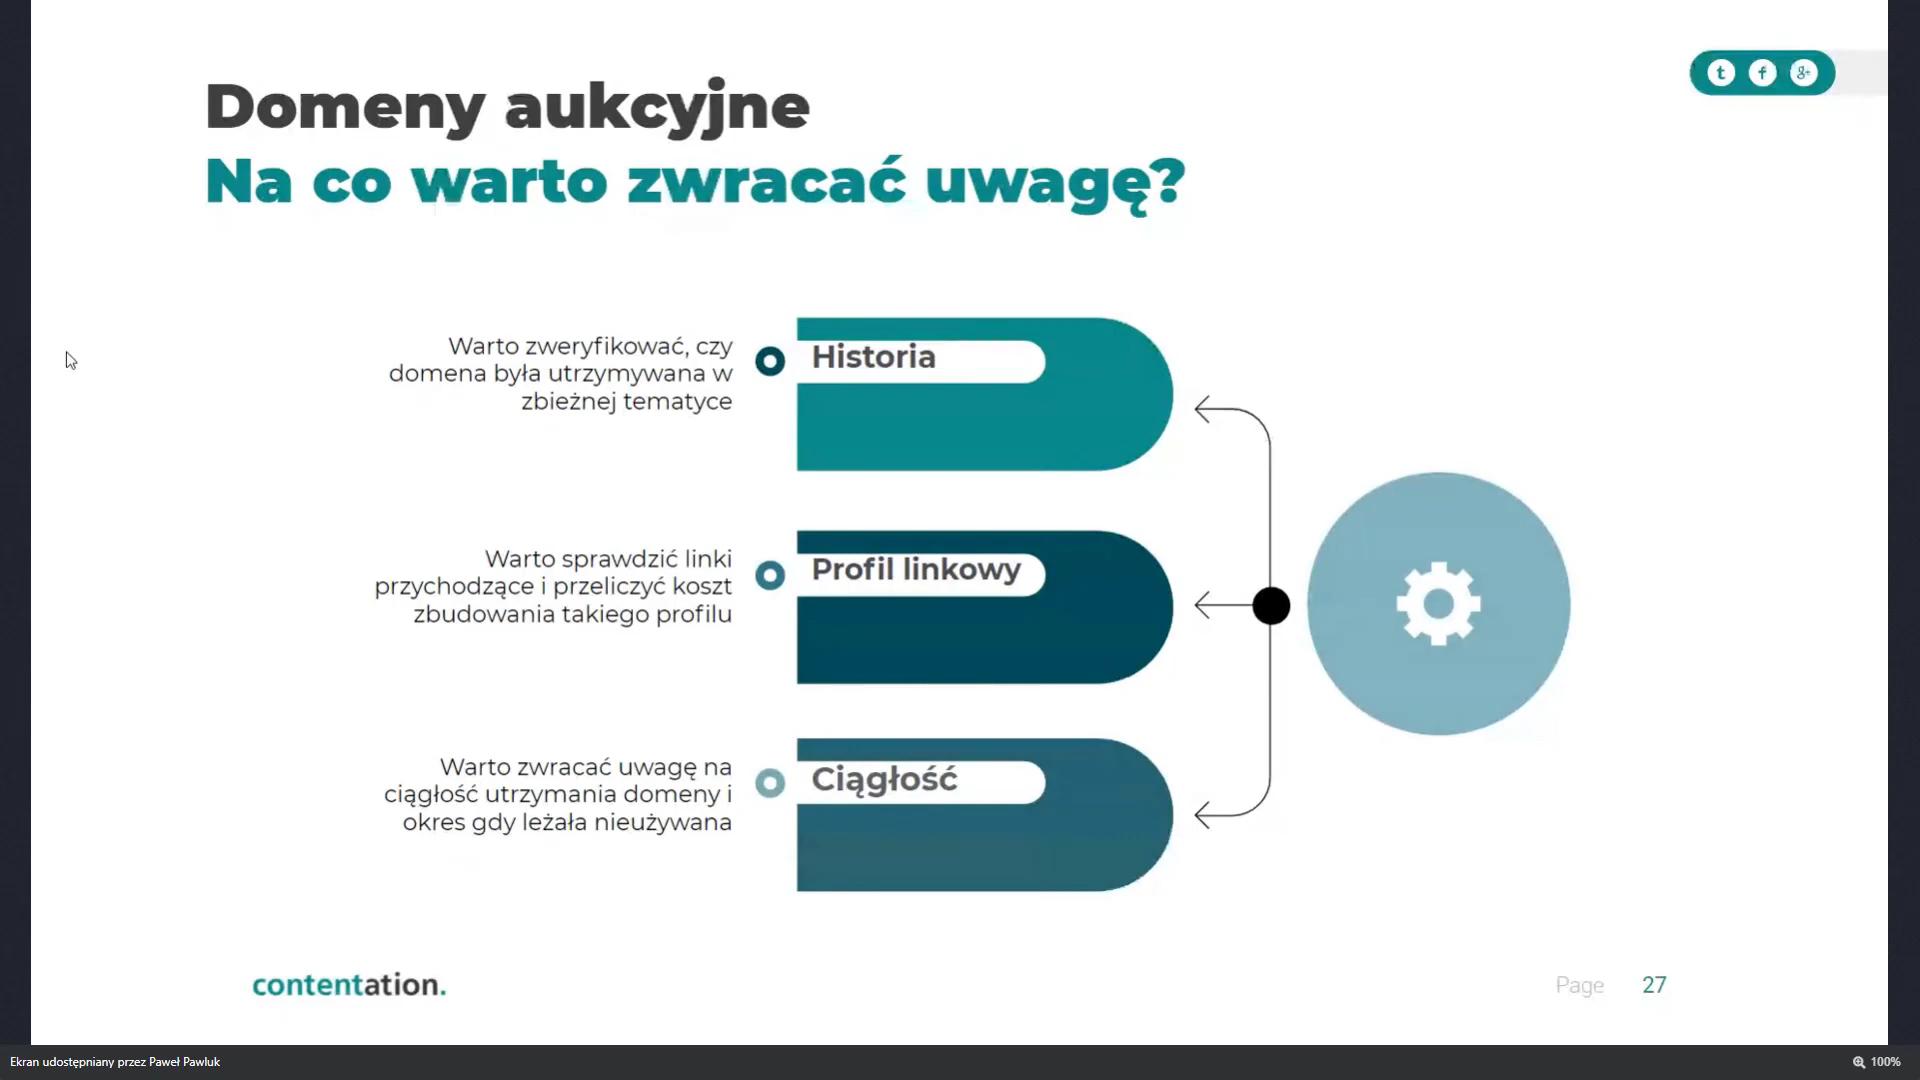 Domeny aukcyjne
Na co warto zwracać uwagę?
Warto zweryfikować, czy
domena była utrzymywana w
zbieżnej tematyce
Historia
Warto sprawdzić linki
przychodzące i przeliczyć koszt
zbudowania takiego profilu
Profil linkowy
Warto zwracać uwagę na
ciągłość utrzymania domeny i
okres gdy leżała nieużywana
Ciągłość
contentation.
Page 27
Ekran udostępniany przez Paweł Pawluk
100%